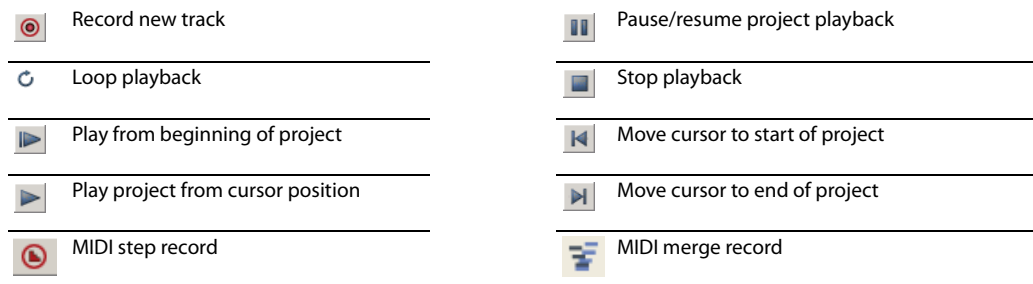 Record new track
Pause/resume project playback
Loop playback
Stop playback
Play from beginning of project
Move cursor to start of project
Play project from cursor position
Move cursor to end of project
MIDI step record
MIDI merge record